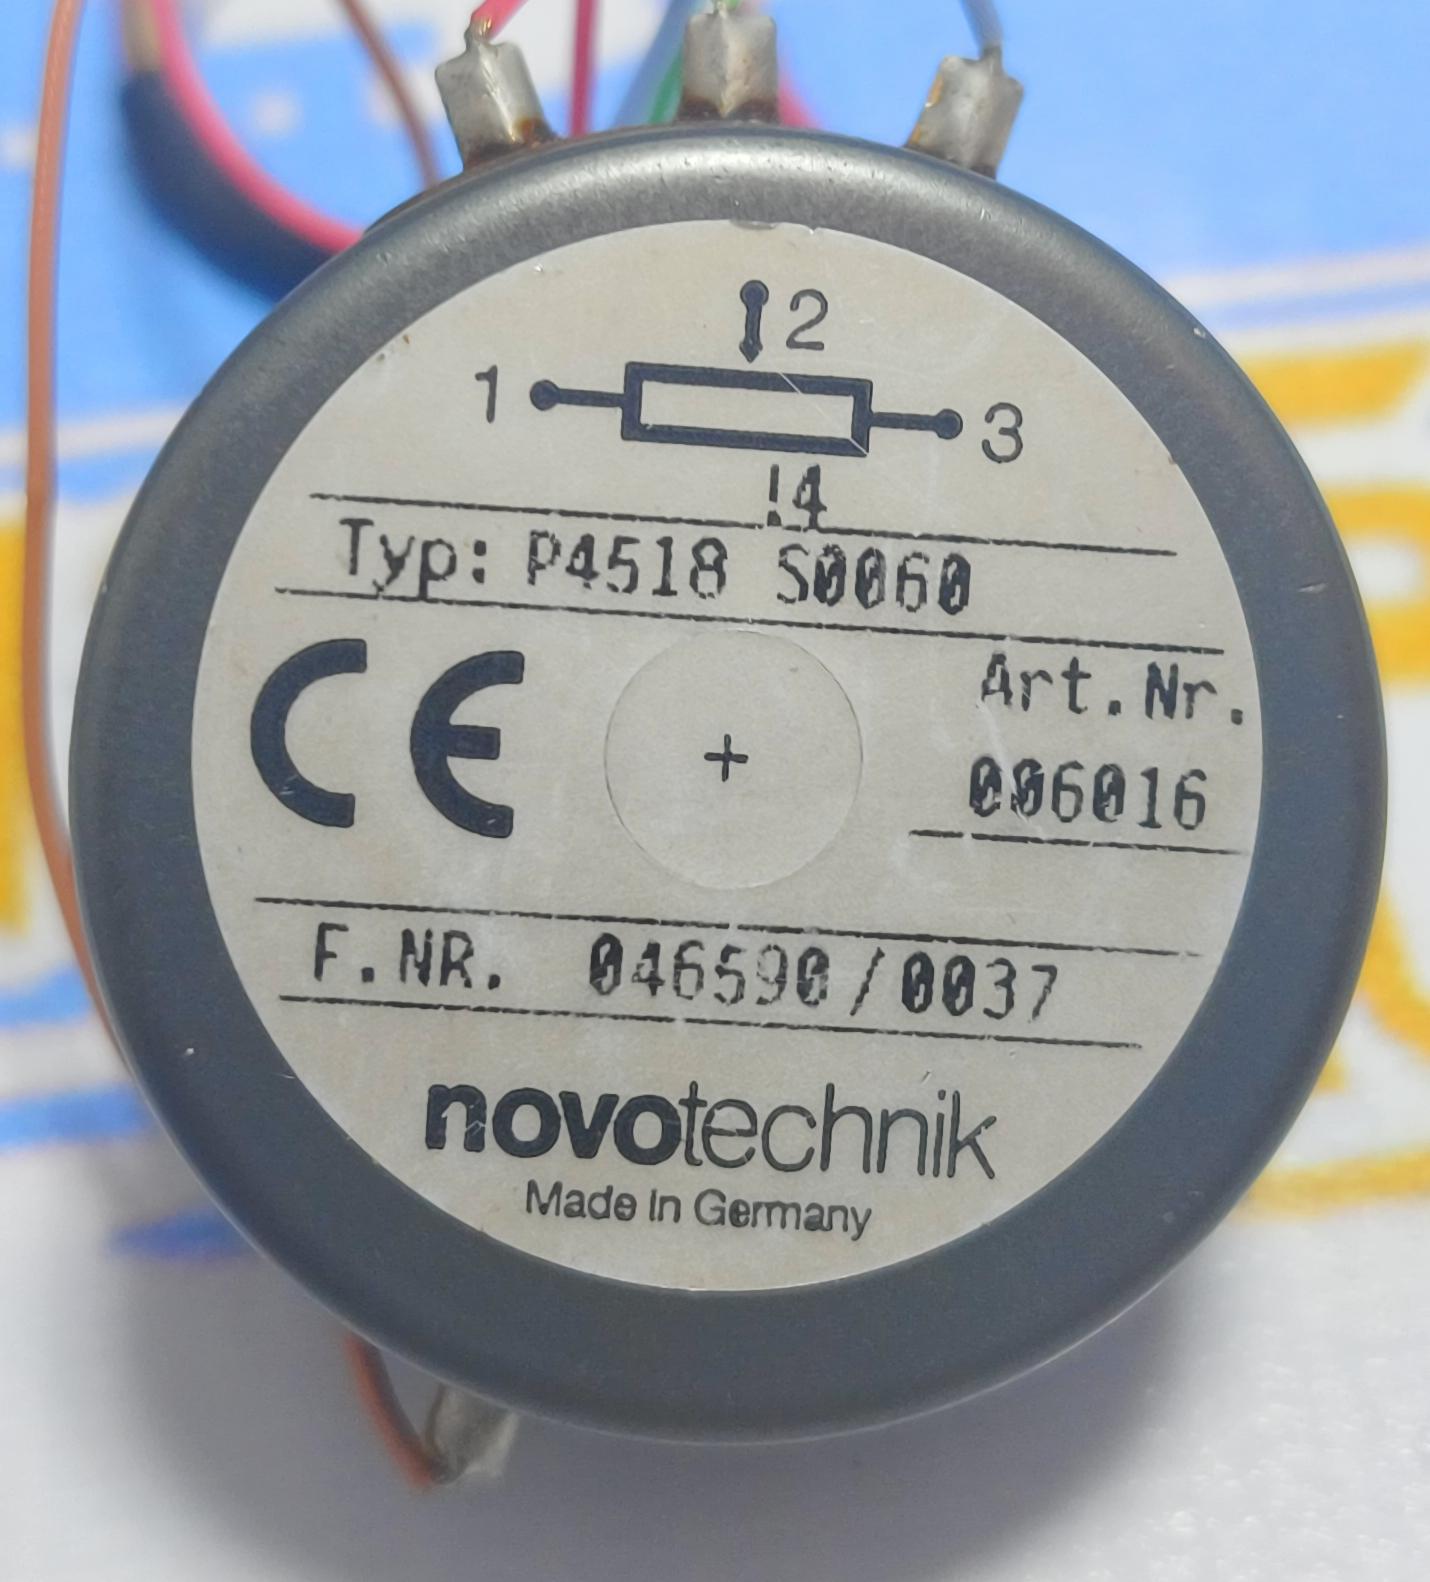 2
1 3
!4
Typ: P4518 S0060
CE
Art.Nr.
006016
F.NR. 046590/0037
novotechnik
Made in Germany